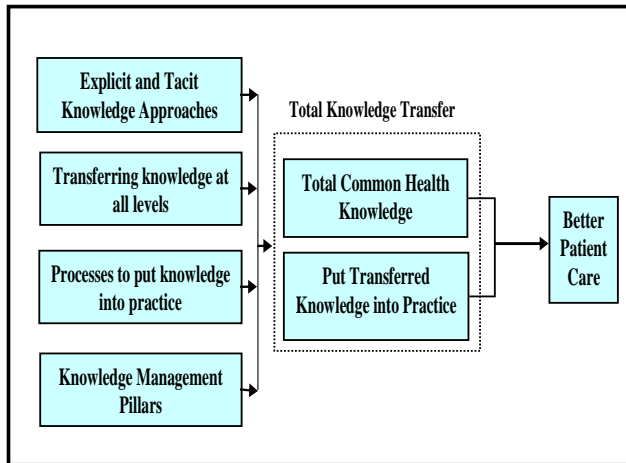 Explicit and Tacit
Knowledge Approaches
Transferring knowledge at
all levels
Processes to put knowledge
into practice
Knowledge Management
Pillars
Total Knowledge Transfer
Total Common Health
Knowledge
Put Transferred
Knowledge into Practice
Better
Patient
Care